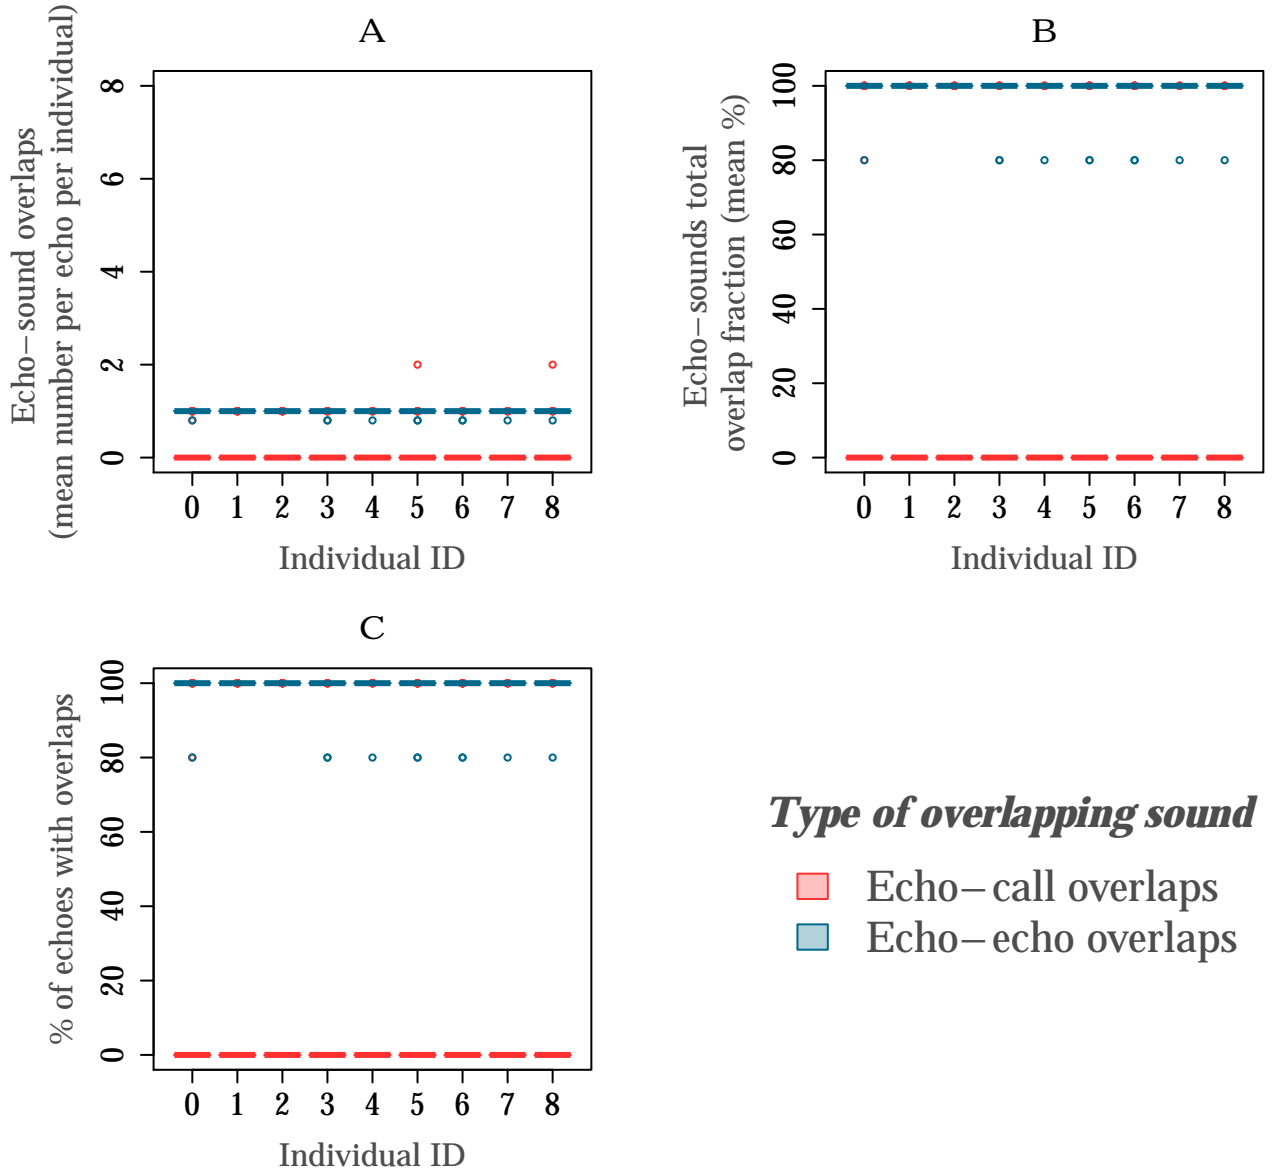 A
Echo−sound overlaps
(mean number per echo per individual)
8
6
4
2
0
0 1 2 3 4 5 6 7 8
Individual ID
B
Echo−sounds total
overlap fraction (mean %)
100
80
60
40
20
0
0 1 2 3 4 5 6 7 8
Individual ID
C
% of echoes with overlaps
100
80
60
40
20
0
0 1 2 3 4 5 6 7 8
Individual ID
Type of overlapping sound
Echo−call overlaps
Echo−echo overlaps